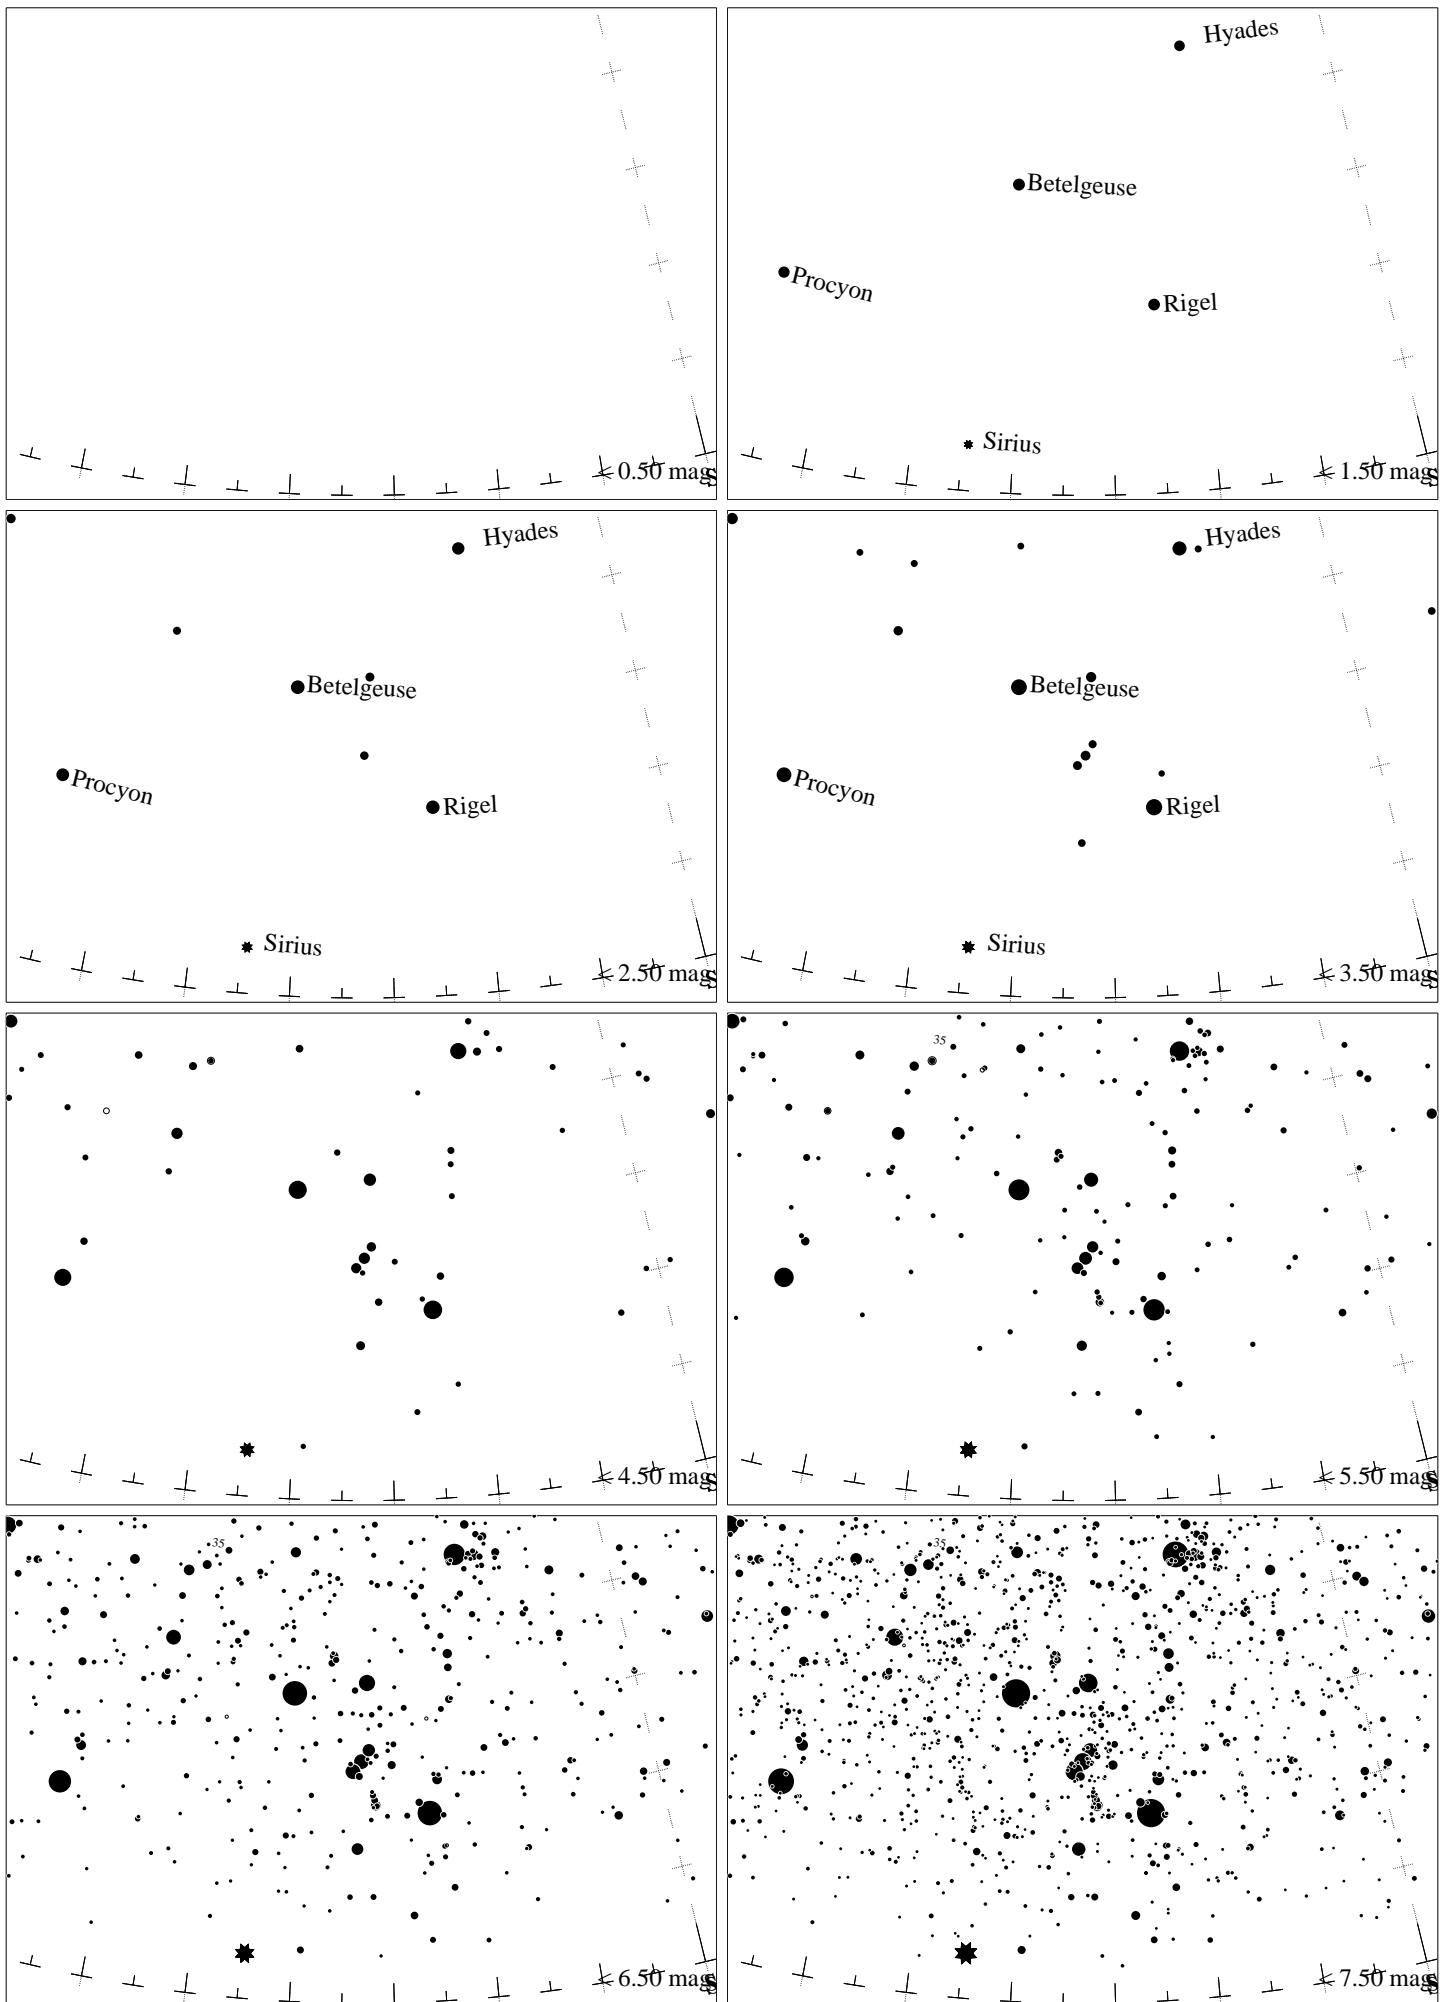 < 0.50 mag
S
Hyades
Betelgeuse
Procyon
Rigel
Sirius
< 1.50 mag
S
Hyades
Betelgeuse
Procyon
Rigel
Sirius
< 2.50 mag
S
Hyades
Betelgeuse
Procyon
Rigel
Sirius
< 3.50 mag
S
< 4.50 mag
S
35
< 5.50 mag
S
35
< 6.50 mag
S
35
< 7.50 mag
S